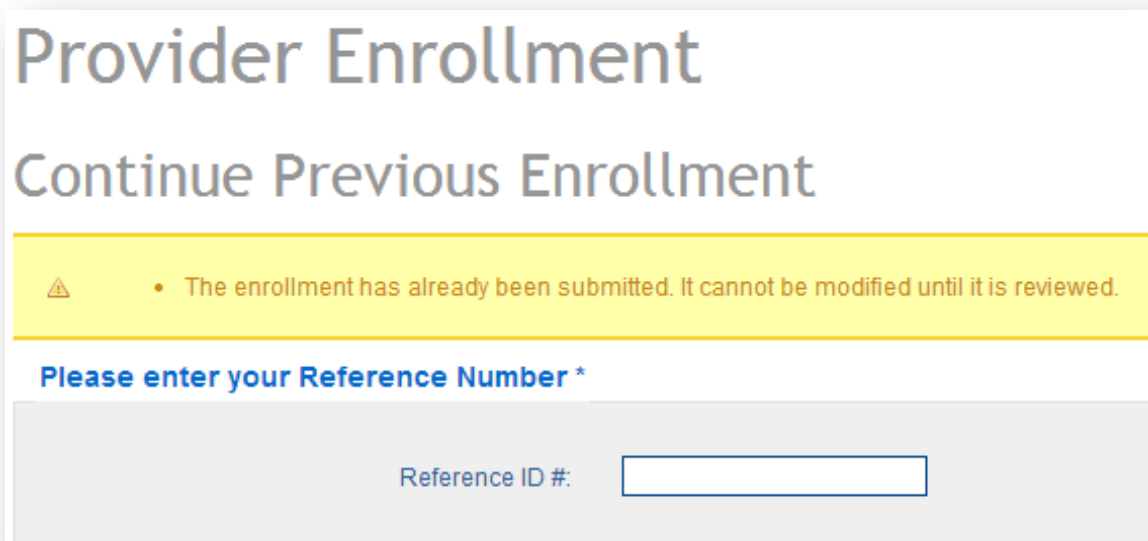 Provider Enrollment
Continue Previous Enrollment
• The enrollment has already been submitted. It cannot be modified until it is reviewed.
Please enter your Reference Number *
Reference ID #: